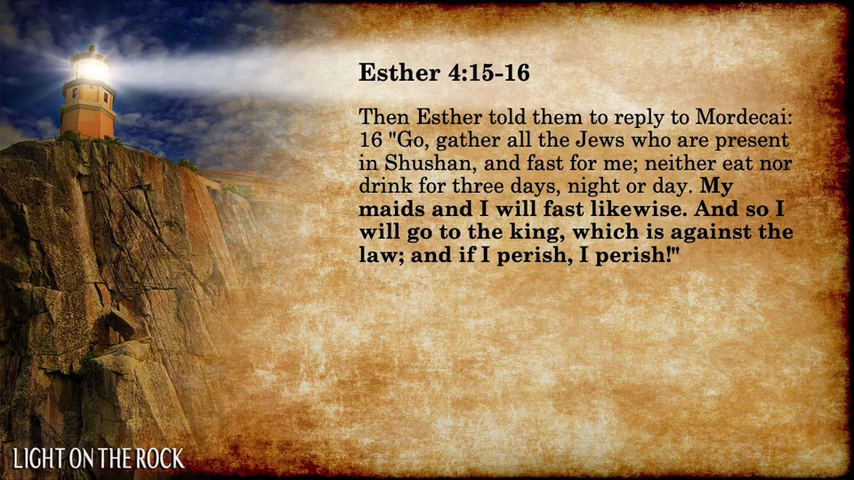 Esther 4:15-16
Then Esther told them to reply to Mordecai:
16 "Go, gather all the Jews who are present
in Shushan, and fast for me; neither eat nor
drink for three days, night or day. My
maids and I will fast likewise. And so I
will go to the king, which is against the
law; and if I perish, I perish!"
LIGHT ON THE ROCK